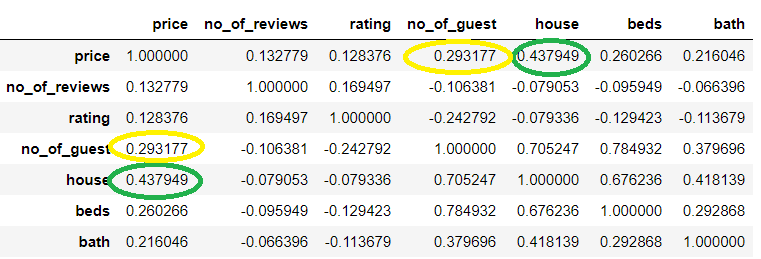 price no_of_reviews rating no_of_guest house beds bath
price 1.000000 0.132779 0.128376 0.293177 0.437949 0.260266 0.216046
no_of_reviews 0.132779 1.000000 0.169497 -0.106381 -0.079053 -0.095949 -0.066396
rating 0.128376 0.169497 1.000000 -0.242792 -0.079336 -0.129423 -0.113679
no_of_guest 0.293177 -0.106381 -0.242792 1.000000 0.705247 0.784932 0.379696
house 0.437949 -0.079053 -0.079336 0.705247 1.000000 0.676236 0.418139
beds 0.260266 -0.095949 -0.129423 0.784932 0.676236 1.000000 0.292868
bath 0.216046 -0.066396 -0.113679 0.379696 0.418139 0.292868 1.000000